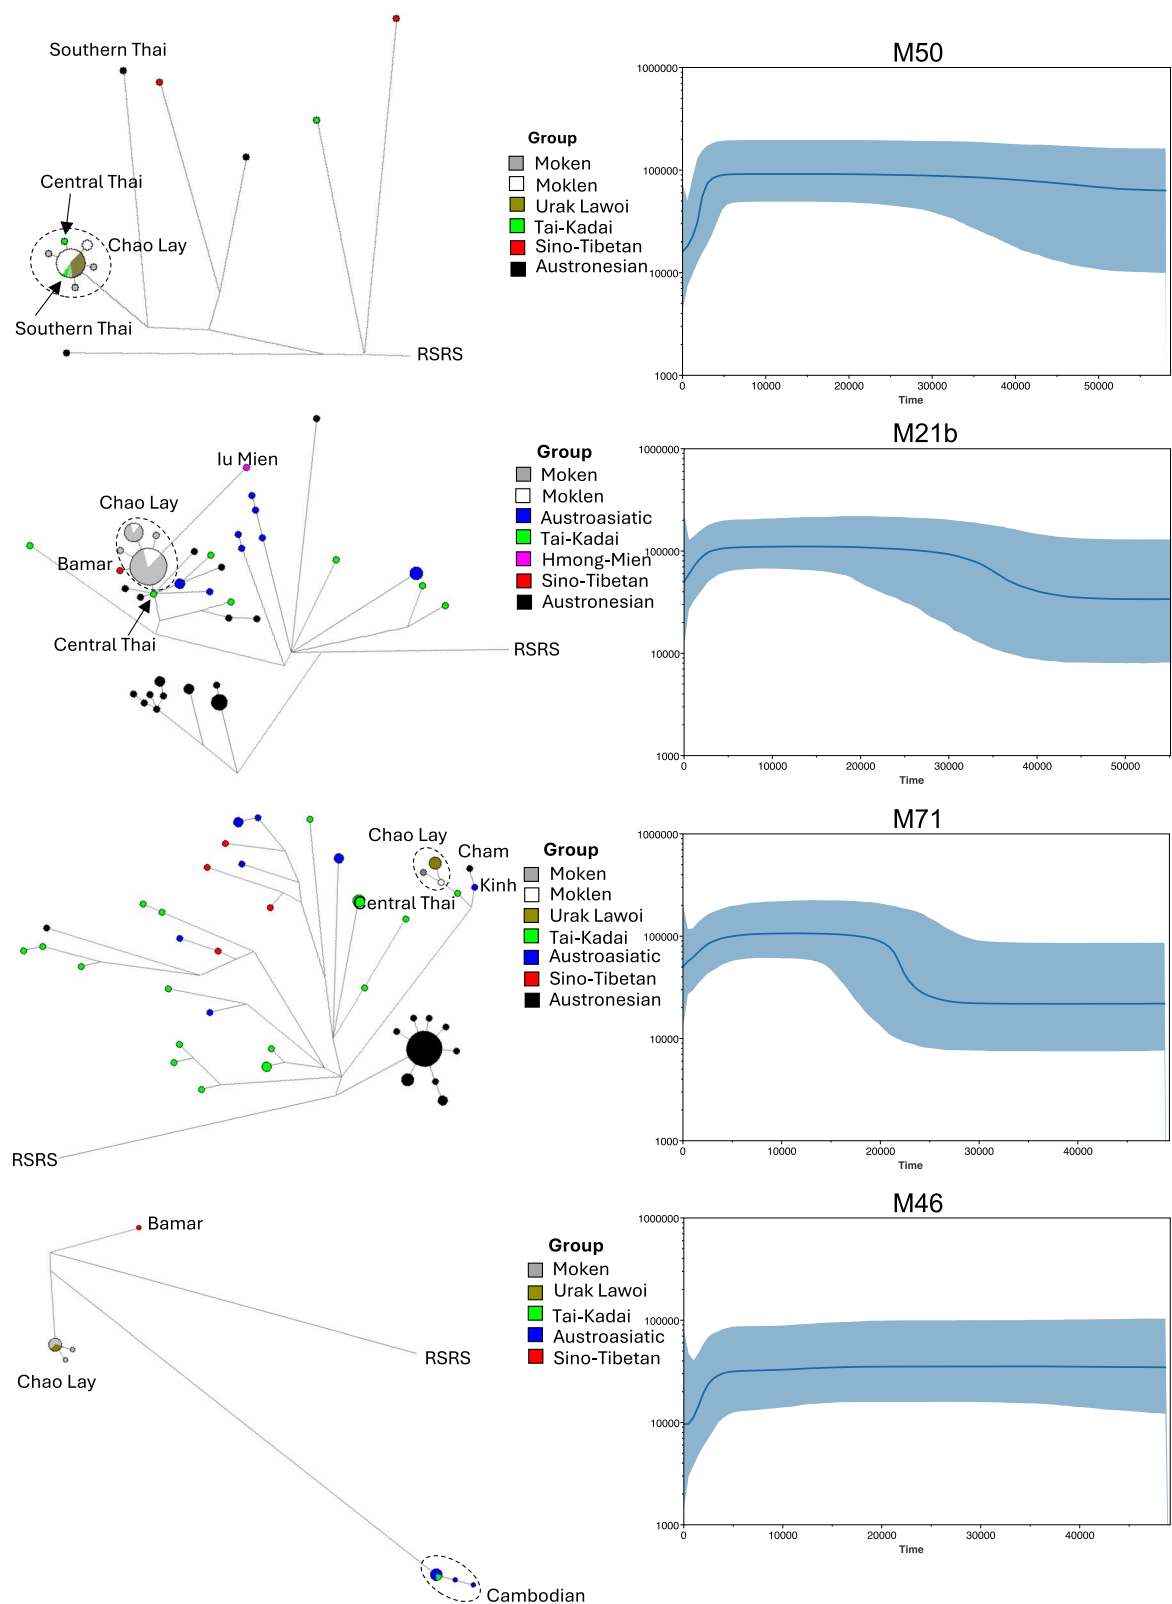 Southern Thai
Central Thai
Chao Lay
Southern Thai
RSRS
Group
Moken
Moklen
Urak Lawoi
Tai-Kadai
Sino-Tibetan
Austronesian
M50
1000000
100000
10000
1000
0 10000 20000 30000 40000 50000
Time
Iu Mien
Chao Lay
Bamar
Central Thai
RSRS
Group
Moken
Moklen
Austroasiatic
Tai-Kadai
Hmong-Mien
Sino-Tibetan
Austronesian
M21b
1000000
100000
10000
1000
0 10000 20000 30000 40000 50000
Time
Chao Lay
Cham
Kinh
Central Thai
RSRS
Group
Moken
Moklen
Urak Lawoi
Tai-Kadai
Austroasiatic
Sino-Tibetan
Austronesian
M71
1000000
100000
10000
1000
0 10000 20000 30000 40000
Time
Bamar
RSRS
Chao Lay
Cambodian
Group
Moken
Urak Lawoi
Tai-Kadai
Austroasiatic
Sino-Tibetan
M46
1000000
100000
10000
1000
0 10000 20000 30000 40000
Time